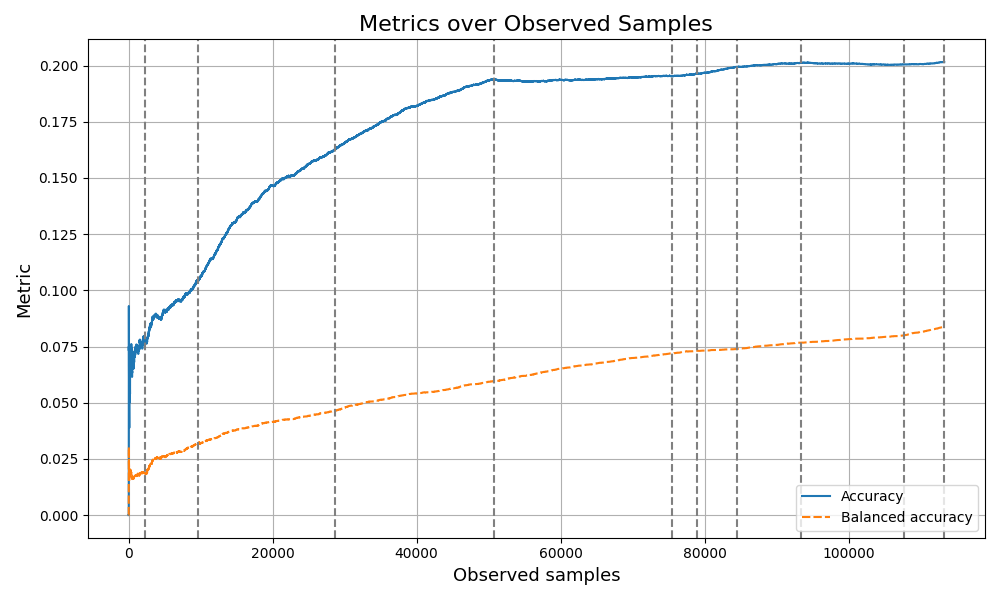 Metrics over Observed Samples
Metric
0.200
0.175
0.150
0.125
0.100
0.075
0.050
0.025
0.000
Accuracy
Balanced accuracy
0 20000 40000 60000 80000 100000
Observed samples